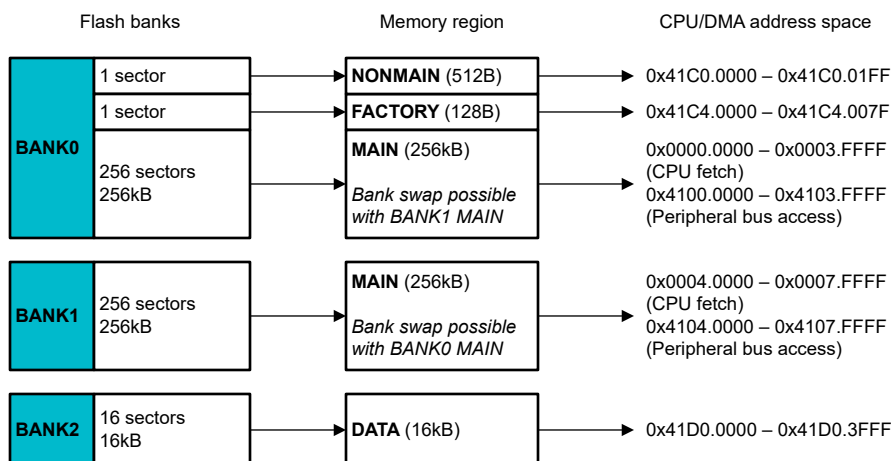 Flash banks
Memory region
CPU/DMA address space
BANK0
1 sector
NONMAIN (512B)
0x41C0.0000 – 0x41C0.01FF
1 sector
FACTORY (128B)
0x41C4.0000 – 0x41C4.007F
256 sectors
256kB
MAIN (256kB)
Bank swap possible
with BANK1 MAIN
0x0000.0000 – 0x0003.FFFF
(CPU fetch)
0x4100.0000 – 0x4103.FFFF
(Peripheral bus access)
BANK1
256 sectors
256kB
MAIN (256kB)
Bank swap possible
with BANK0 MAIN
0x0004.0000 – 0x0007.FFFF
(CPU fetch)
0x4104.0000 – 0x4107.FFFF
(Peripheral bus access)
BANK2
16 sectors
16kB
DATA (16kB)
0x41D0.0000 – 0x41D0.3FFF